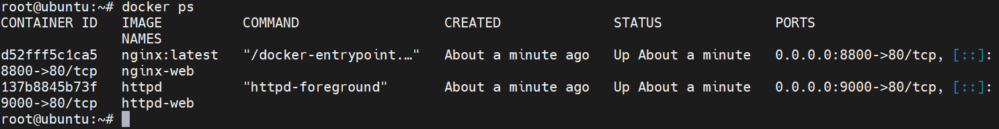 root@ubuntu:~# docker ps
CONTAINER ID   IMAGE          COMMAND                  CREATED              STATUS              PORTS
               NAMES
d52fff5c1ca5   nginx:latest   "/docker-entrypoint.…"   About a minute ago   Up About a minute   0.0.0.0:8800->80/tcp, [::]:
8800->80/tcp   nginx-web
137b8845b73f   httpd          "httpd-foreground"       About a minute ago   Up About a minute   0.0.0.0:9000->80/tcp, [::]:
9000->80/tcp   httpd-web
root@ubuntu:~#